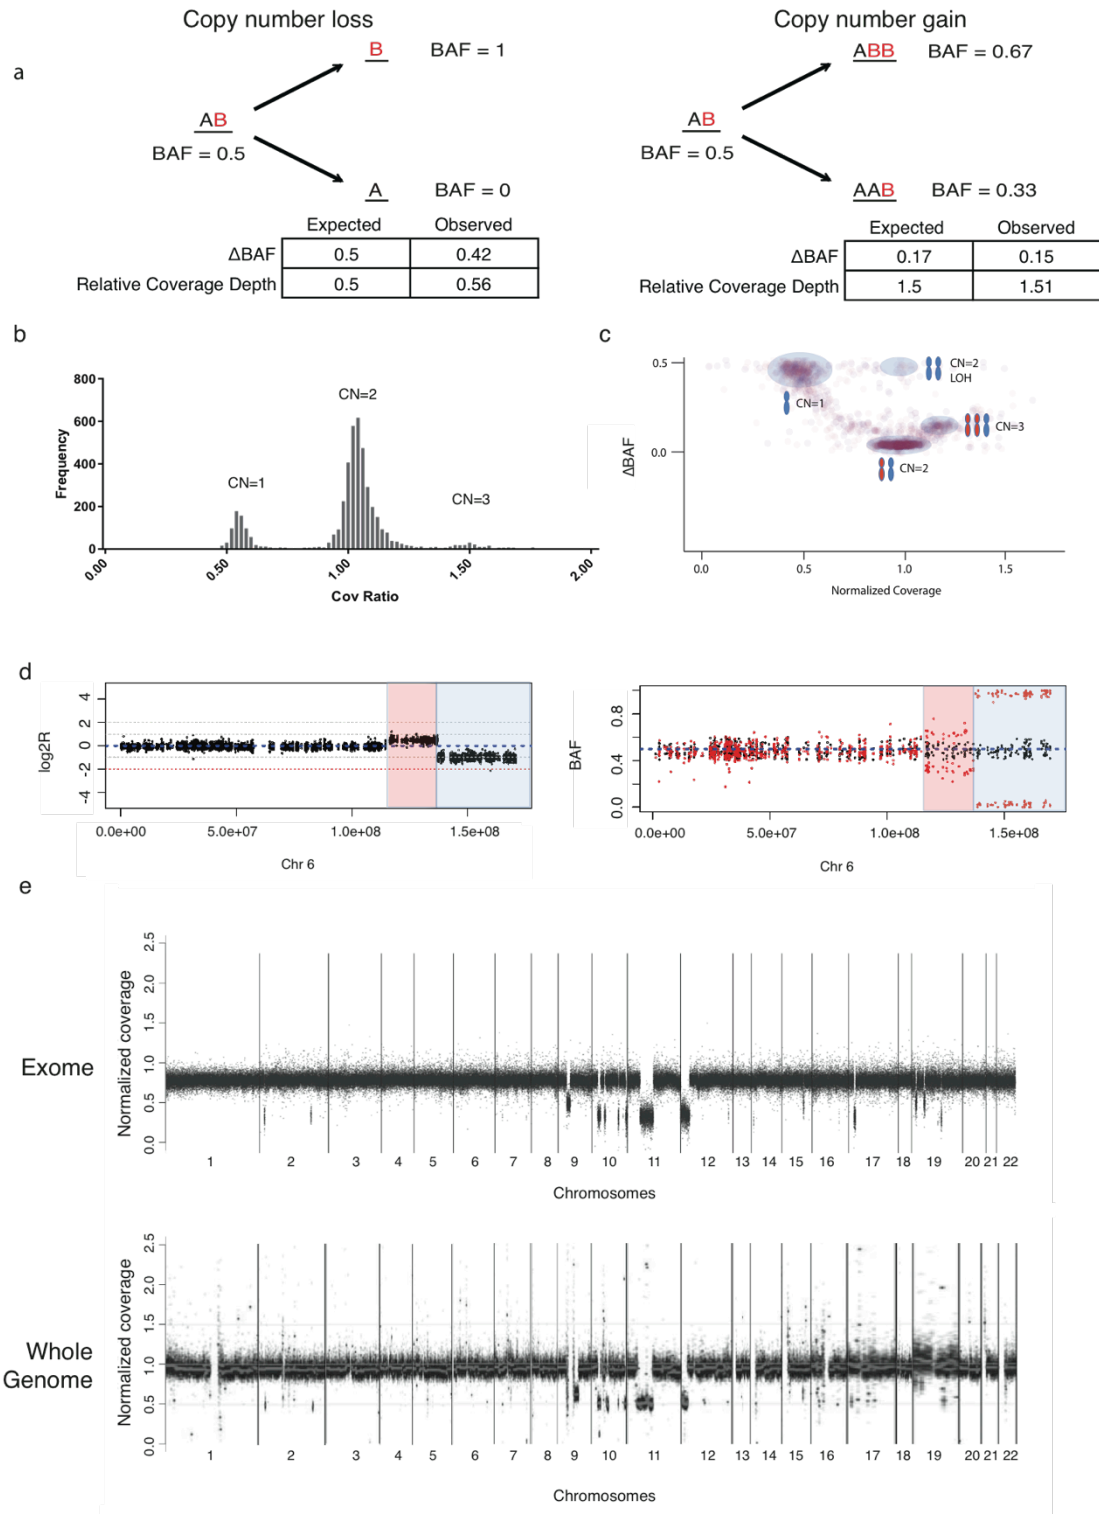 Copy number loss
Copy number gain
a
B BAF = 1
AB
BAF = 0.5
A BAF = 0
Expected Observed
ΔBAF 0.5 0.42
Relative Coverage Depth 0.5 0.56
ABB BAF = 0.67
AB
BAF = 0.5
AAB BAF = 0.33
Expected Observed
ΔBAF 0.17 0.15
Relative Coverage Depth 1.5 1.51
b
800
600
400
200
0
Frequency
CN=1
CN=2
CN=3
0.00 0.50 1.00 1.50 2.00
Cov Ratio
c
0.5
0.0
ΔBAF
CN=2
LOH
CN=1
CN=3
CN=2
0.0 0.5 1.0 1.5
Normalized Coverage
d
log2R
4
2
0
-2
-4
0.0e+00 5.0e+07 1.0e+08 1.5e+08
Chr 6
BAF
0.8
0.4
0.0
0.0e+00 5.0e+07 1.0e+08 1.5e+08
Chr 6
e
Exome
Normalized coverage
2.5
2.0
1.5
1.0
0.5
0.0
1 2 3 4 5 6 7 8 9 10 11 12 13 14 15 16 17 18 19 20 21 22
Chromosomes
Whole
Genome
Normalized coverage
2.5
2.0
1.5
1.0
0.5
0.0
1 2 3 4 5 6 7 8 9 10 11 12 13 14 15 16 17 18 19 20 21 22
Chromosomes